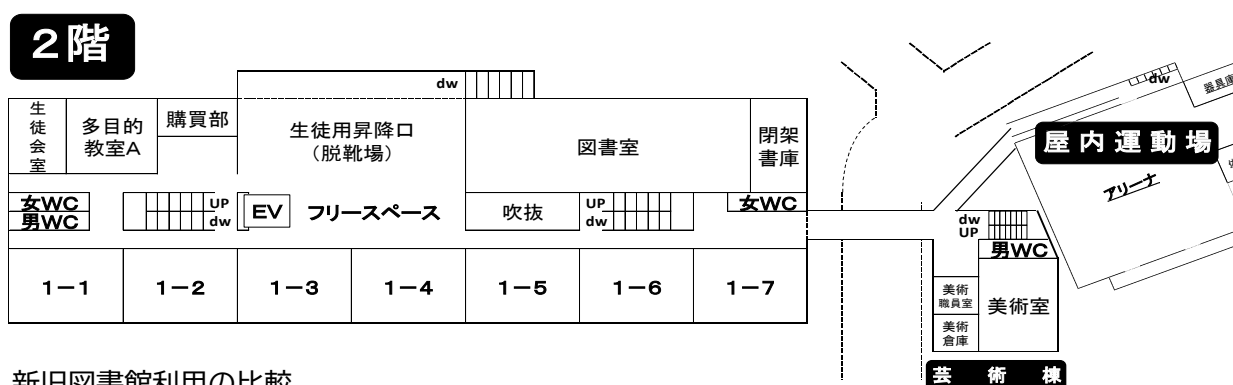 2階
dw
dw
器具庫
生徒会室
多目的
教室A
購買部
生徒用昇降口
(脱靴場)
図書室
閉架
書庫
屋内運動場
アリーナ
女WC
男WC
UP
dw
EV
フリースペース
吹抜
UP
dw
女WC
dw
UP
男WC
1-1
1-2
1-3
1-4
1-5
1-6
1-7
美術
職員室
美術室
美術
倉庫
芸術棟
新旧図書館利用の比較